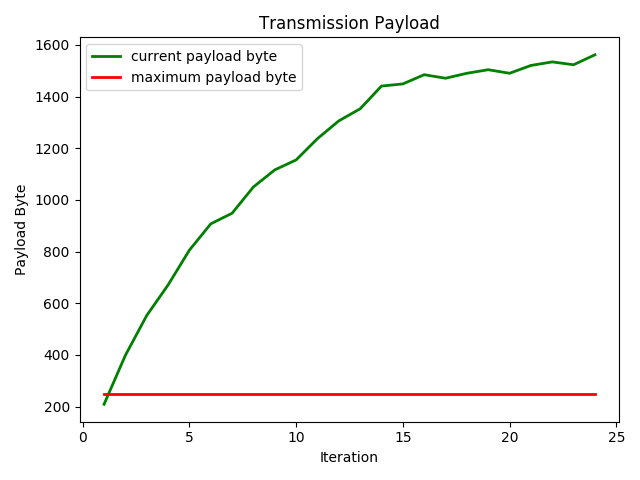 Transmission Payload
current payload byte
maximum payload byte
Payload Byte
1600
1400
1200
1000
800
600
400
200
0 5 10 15 20 25
Iteration